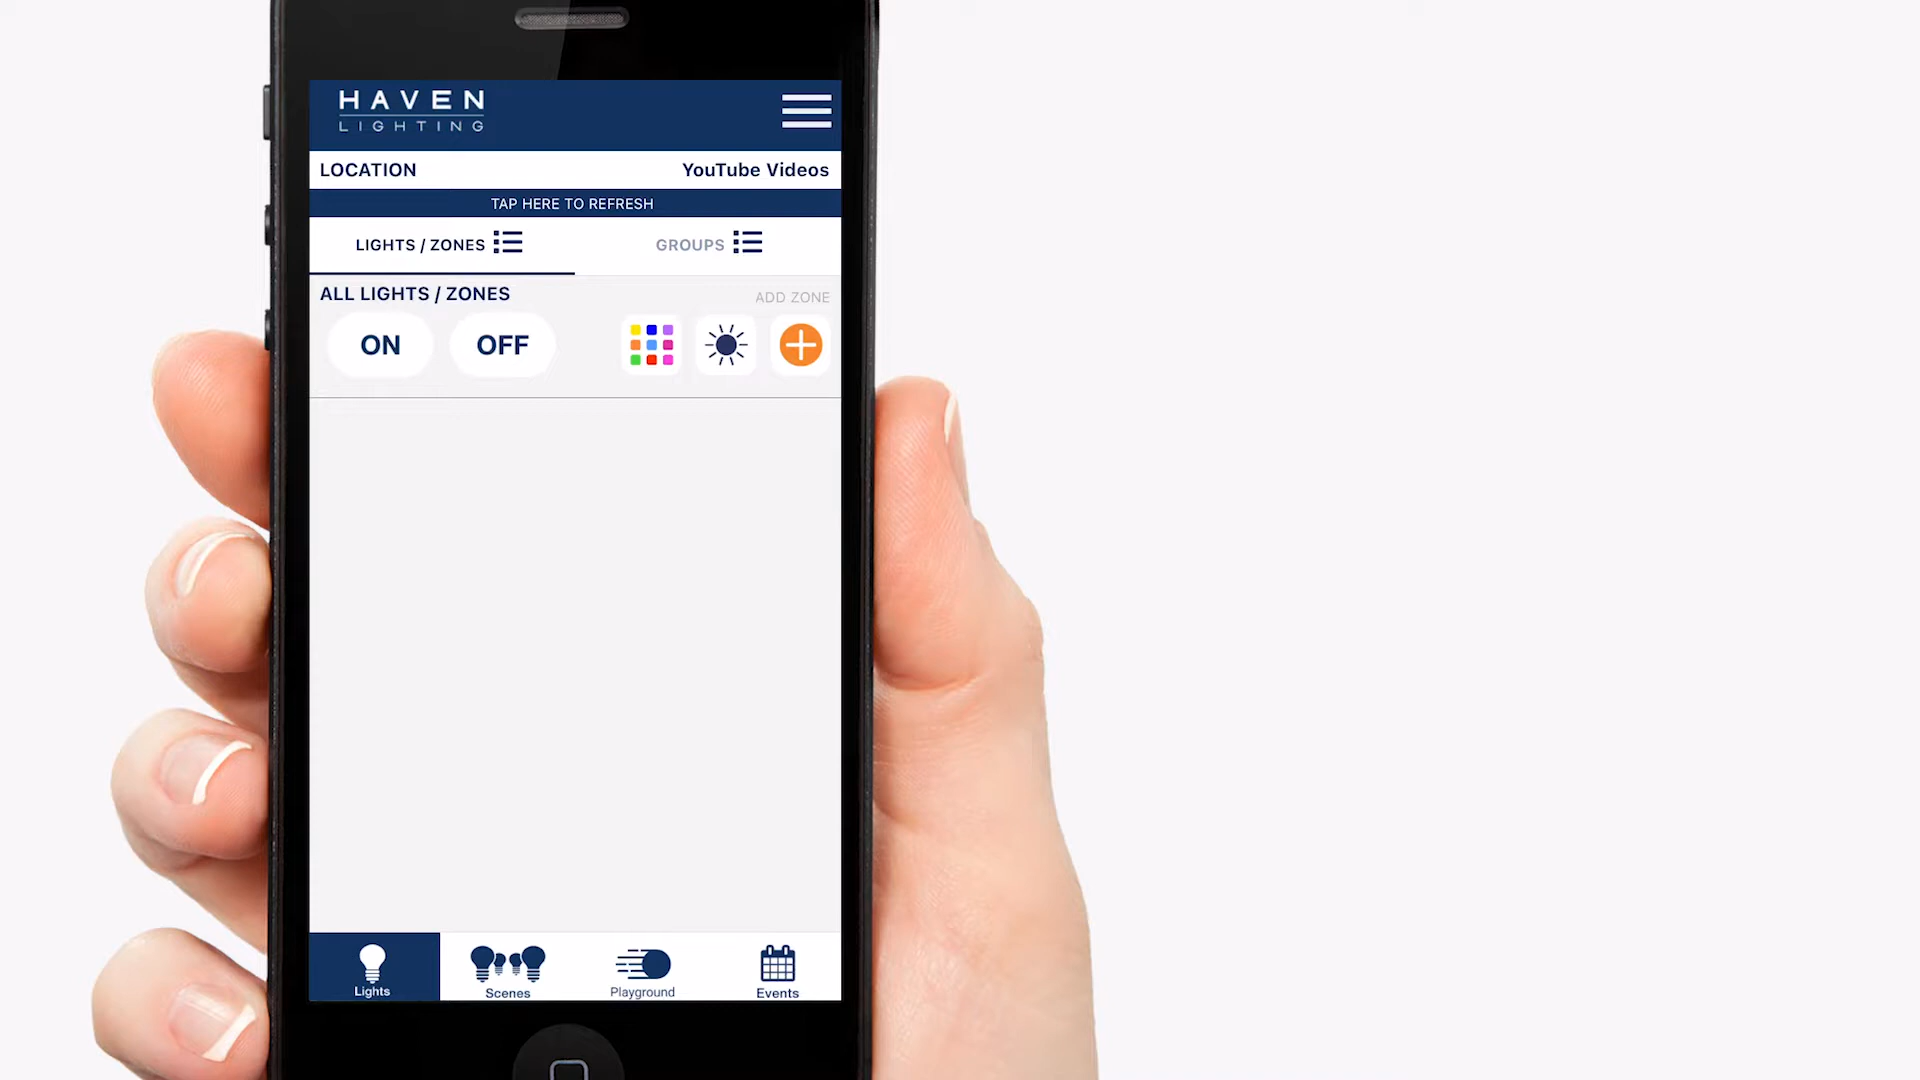 HAVEN
LIGHTING
LOCATION YouTube Videos
TAP HERE TO REFRESH
LIGHTS / ZONES GROUPS
ALL LIGHTS / ZONES ADD ZONE
ON OFF
Lights Scenes Playground Events